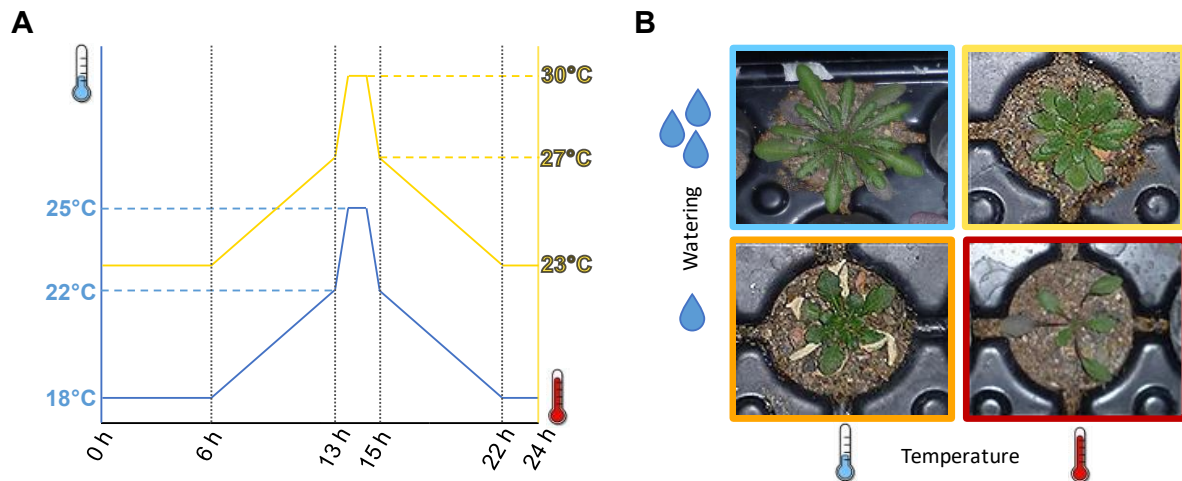 A
30°C
27°C
25°C
23°C
22°C
18°C
0 h
6 h
13 h
15 h
22 h
24 h
B
Watering
Temperature